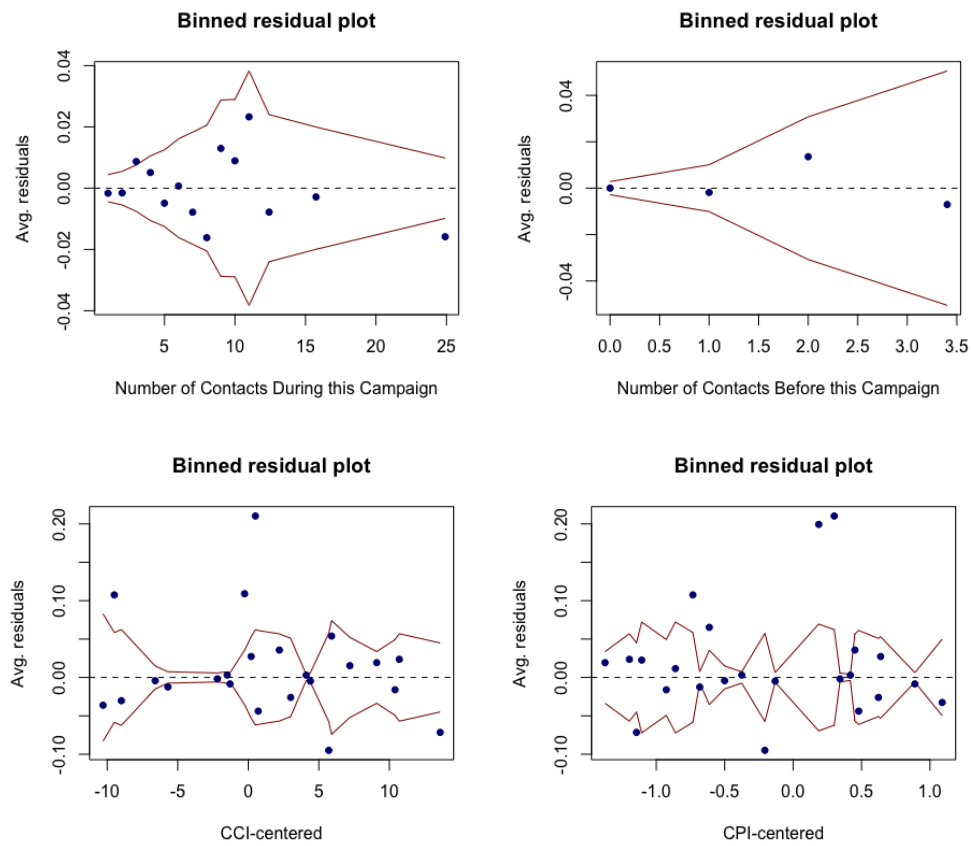 Binned residual plot
Avg. residuals
0.04
0.02
0.00
-0.02
-0.04
5 10 15 20 25
Number of Contacts During this Campaign
Binned residual plot
Avg. residuals
0.04
0.00
-0.04
0.0 0.5 1.0 1.5 2.0 2.5 3.0 3.5
Number of Contacts Before this Campaign
Binned residual plot
Avg. residuals
0.20
0.10
0.00
-0.10
-10 -5 0 5 10
CCI-centered
Binned residual plot
Avg. residuals
0.20
0.10
0.00
-0.10
-1.0 -0.5 0.0 0.5 1.0
CPI-centered